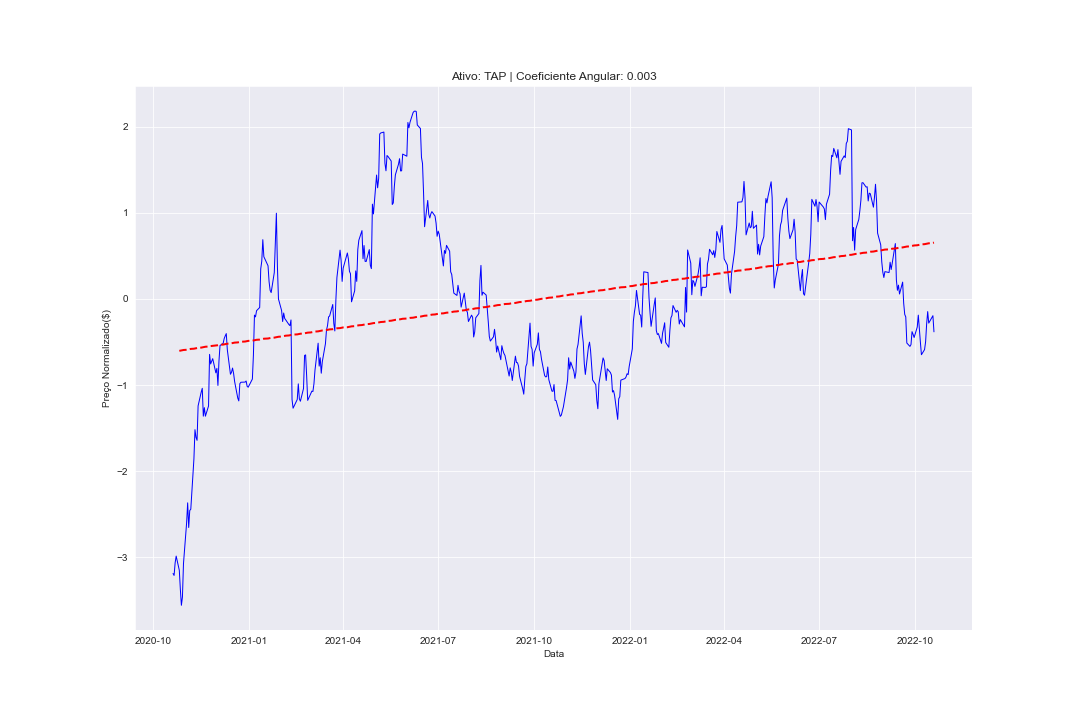 Ativo: TAP | Coeficiente Angular: 0.003
Preço Normalizado($)
2
1
0
−1
−2
−3
2020-10 2021-01 2021-04 2021-07 2021-10 2022-01 2022-04 2022-07 2022-10
Data